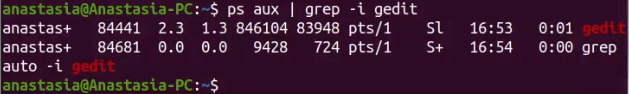 anastasia@Anastasia-PC:~$ ps aux | grep -i gedit
anastas+   84441  2.3  1.3 846104 83948 pts/1    Sl   16:53   0:01 gedit
anastas+   84681  0.0  0.0   9428   724 pts/1    S+   16:54   0:00 grep
auto -i gedit
anastasia@Anastasia-PC:~$